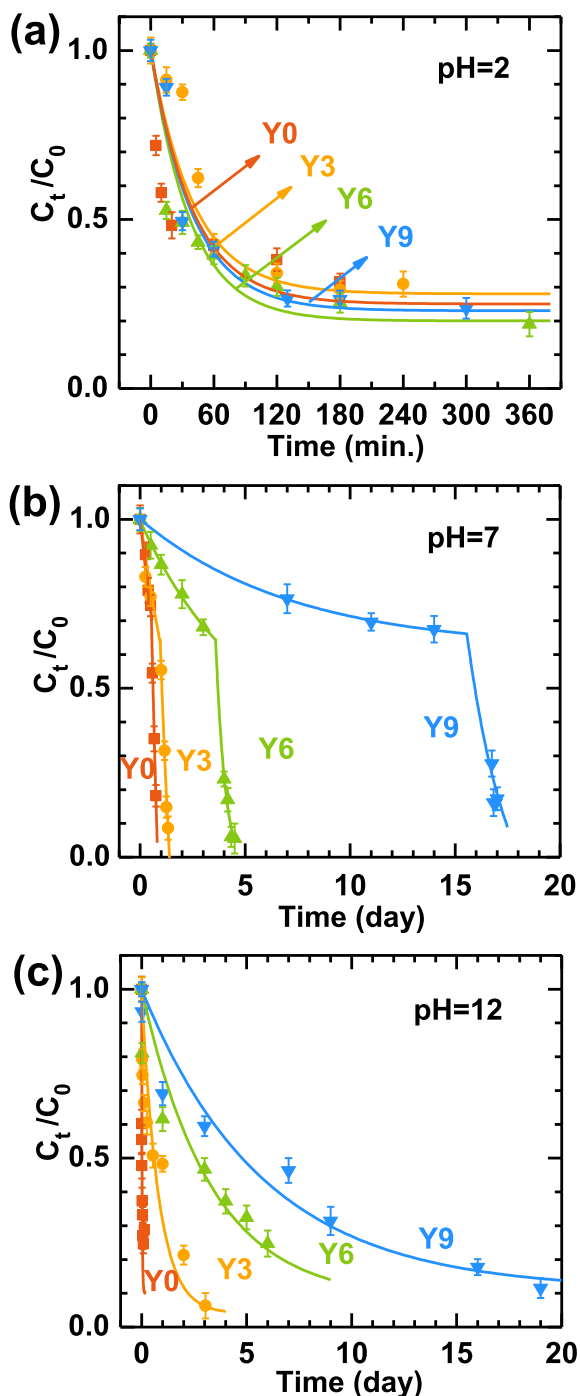 (a)
pH=2
Y0
Y3
Y6
Y9
C_t/C_0
1.0
0.5
0.0
0 60 120 180 240 300 360
Time (min.)
(b)
pH=7
Y0
Y3
Y6
Y9
C_t/C_0
1.0
0.5
0.0
0 5 10 15 20
Time (day)
(c)
pH=12
Y0
Y3
Y6
Y9
C_t/C_0
1.0
0.5
0.0
0 5 10 15 20
Time (day)